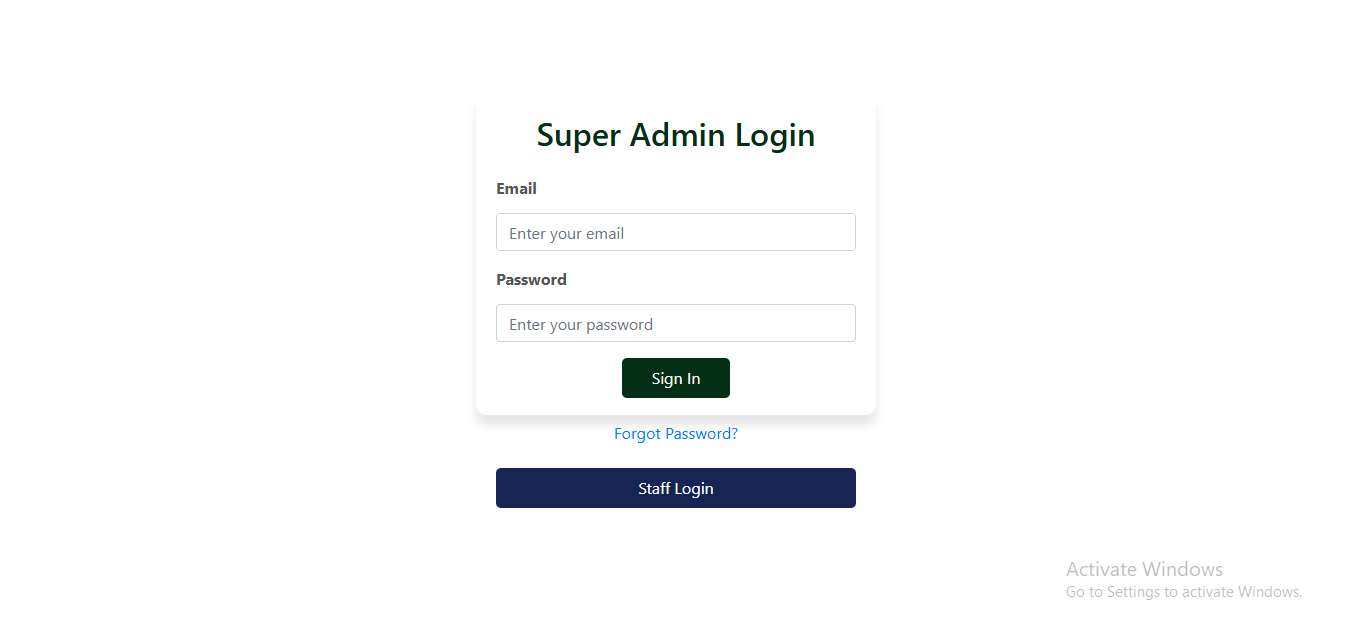 Super Admin Login
Email
Enter your email
Password
Enter your password
Sign In
Forgot Password?
Staff Login
Activate Windows
Go to Settings to activate Windows.